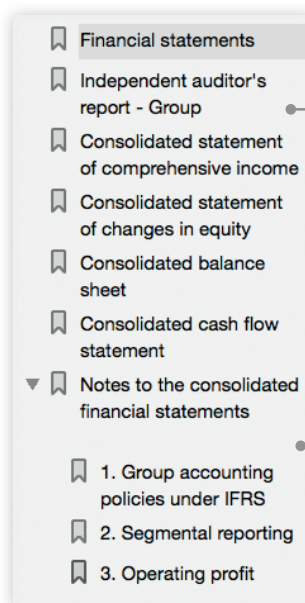 Financial statements
Independent auditor's
report - Group
Consolidated statement
of comprehensive income
Consolidated statement
of changes in equity
Consolidated balance
sheet
Consolidated cash flow
statement
Notes to the consolidated
financial statements
1. Group accounting
policies under IFRS
2. Segmental reporting
3. Operating profit